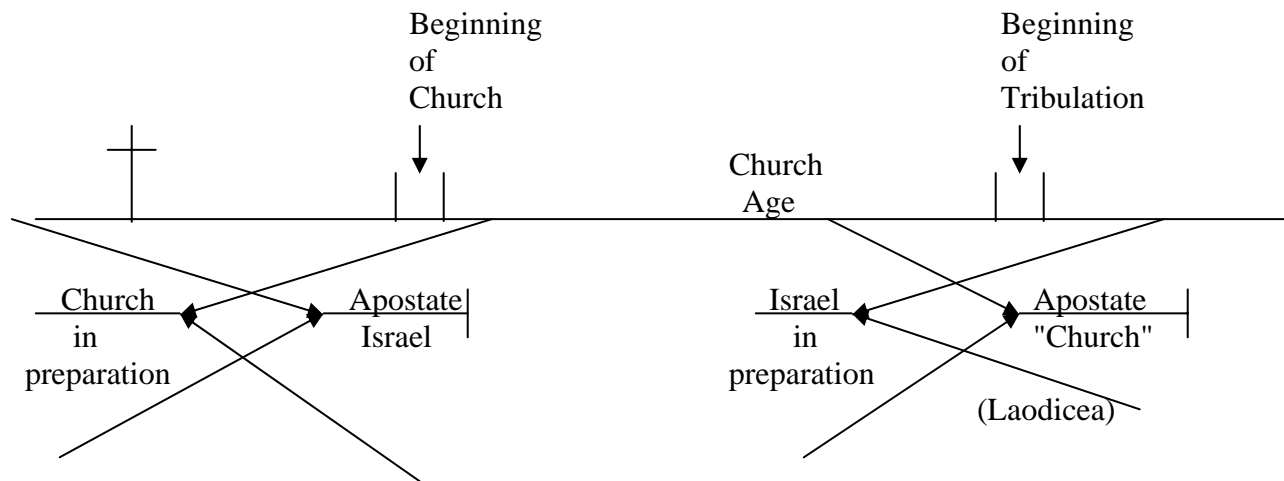 Beginning
of
Church
Beginning
of
Tribulation
Church
Age
Church
in
preparation
Apostate
Israel
Israel
in
preparation
Apostate
"Church"
(Laodicea)